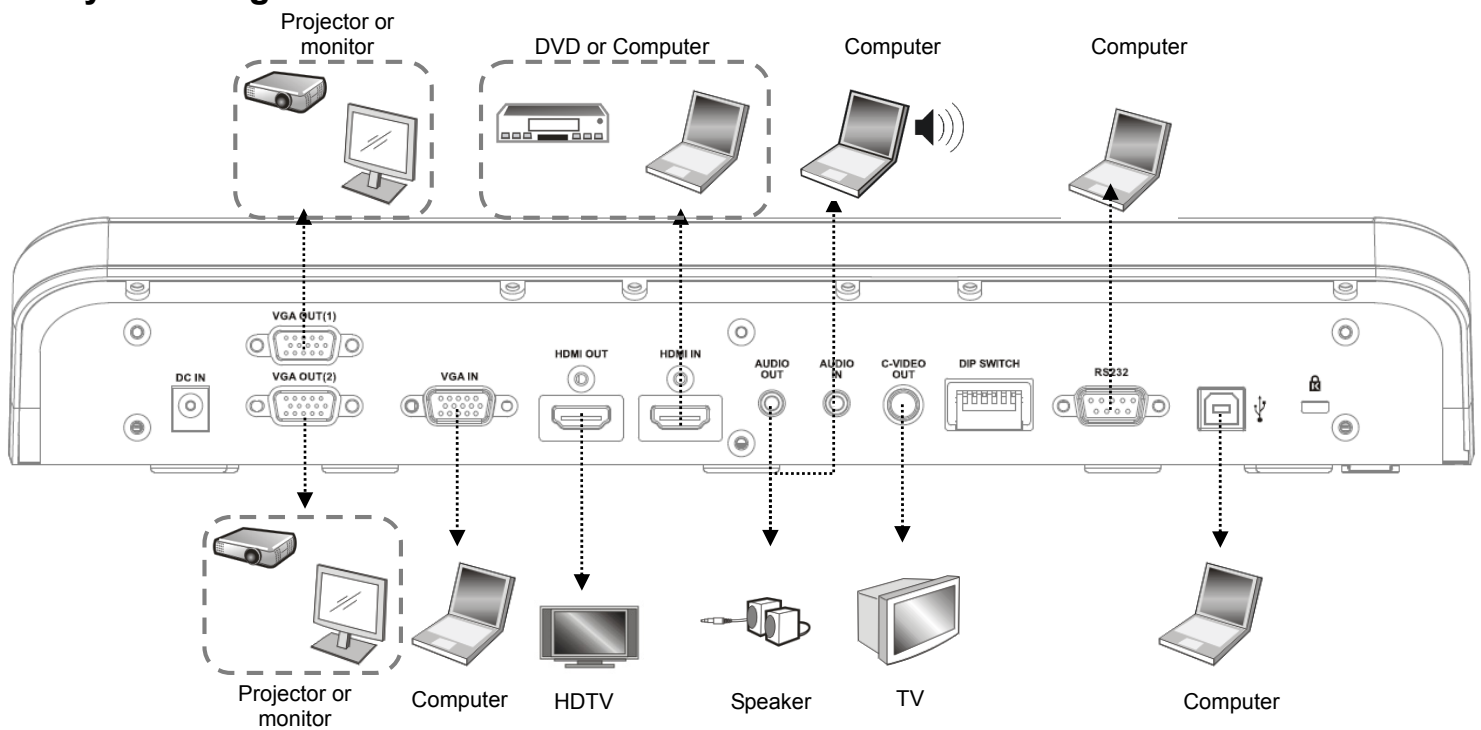 Projector or
monitor
DVD or Computer
Computer
Computer
VGA OUT(1)
HDMI OUT
HDMI IN
AUDIO
OUT
AUDIO
IN
C-VIDEO
OUT
DIP SWITCH
RS232
DC IN
VGA OUT(2)
VGA IN
K
Projector or
monitor
Computer
HDTV
Speaker
TV
Computer